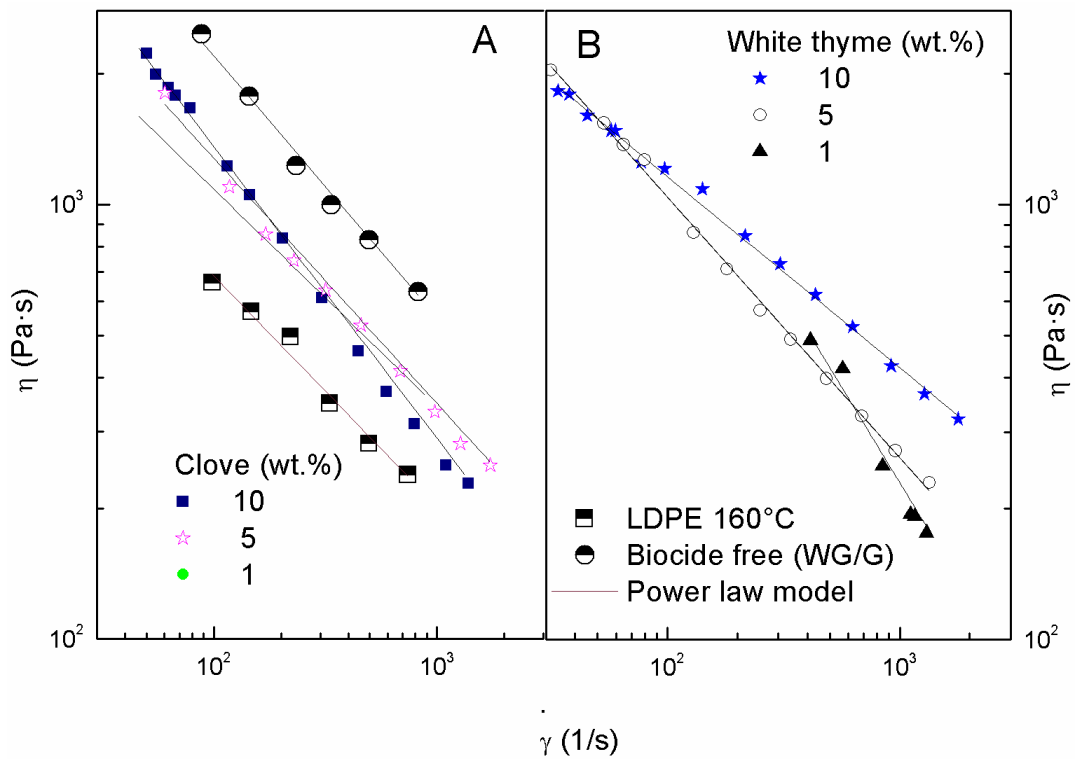 A
B
White thyme (wt.%)
10
5
1
10³
10³
η (Pa·s)
η (Pa·s)
Clove (wt.%)
10
5
1
LDPE 160°C
Biocide free (WG/G)
Power law model
10²
10²
10²
10³
10²
10³
γ̇ (1/s)